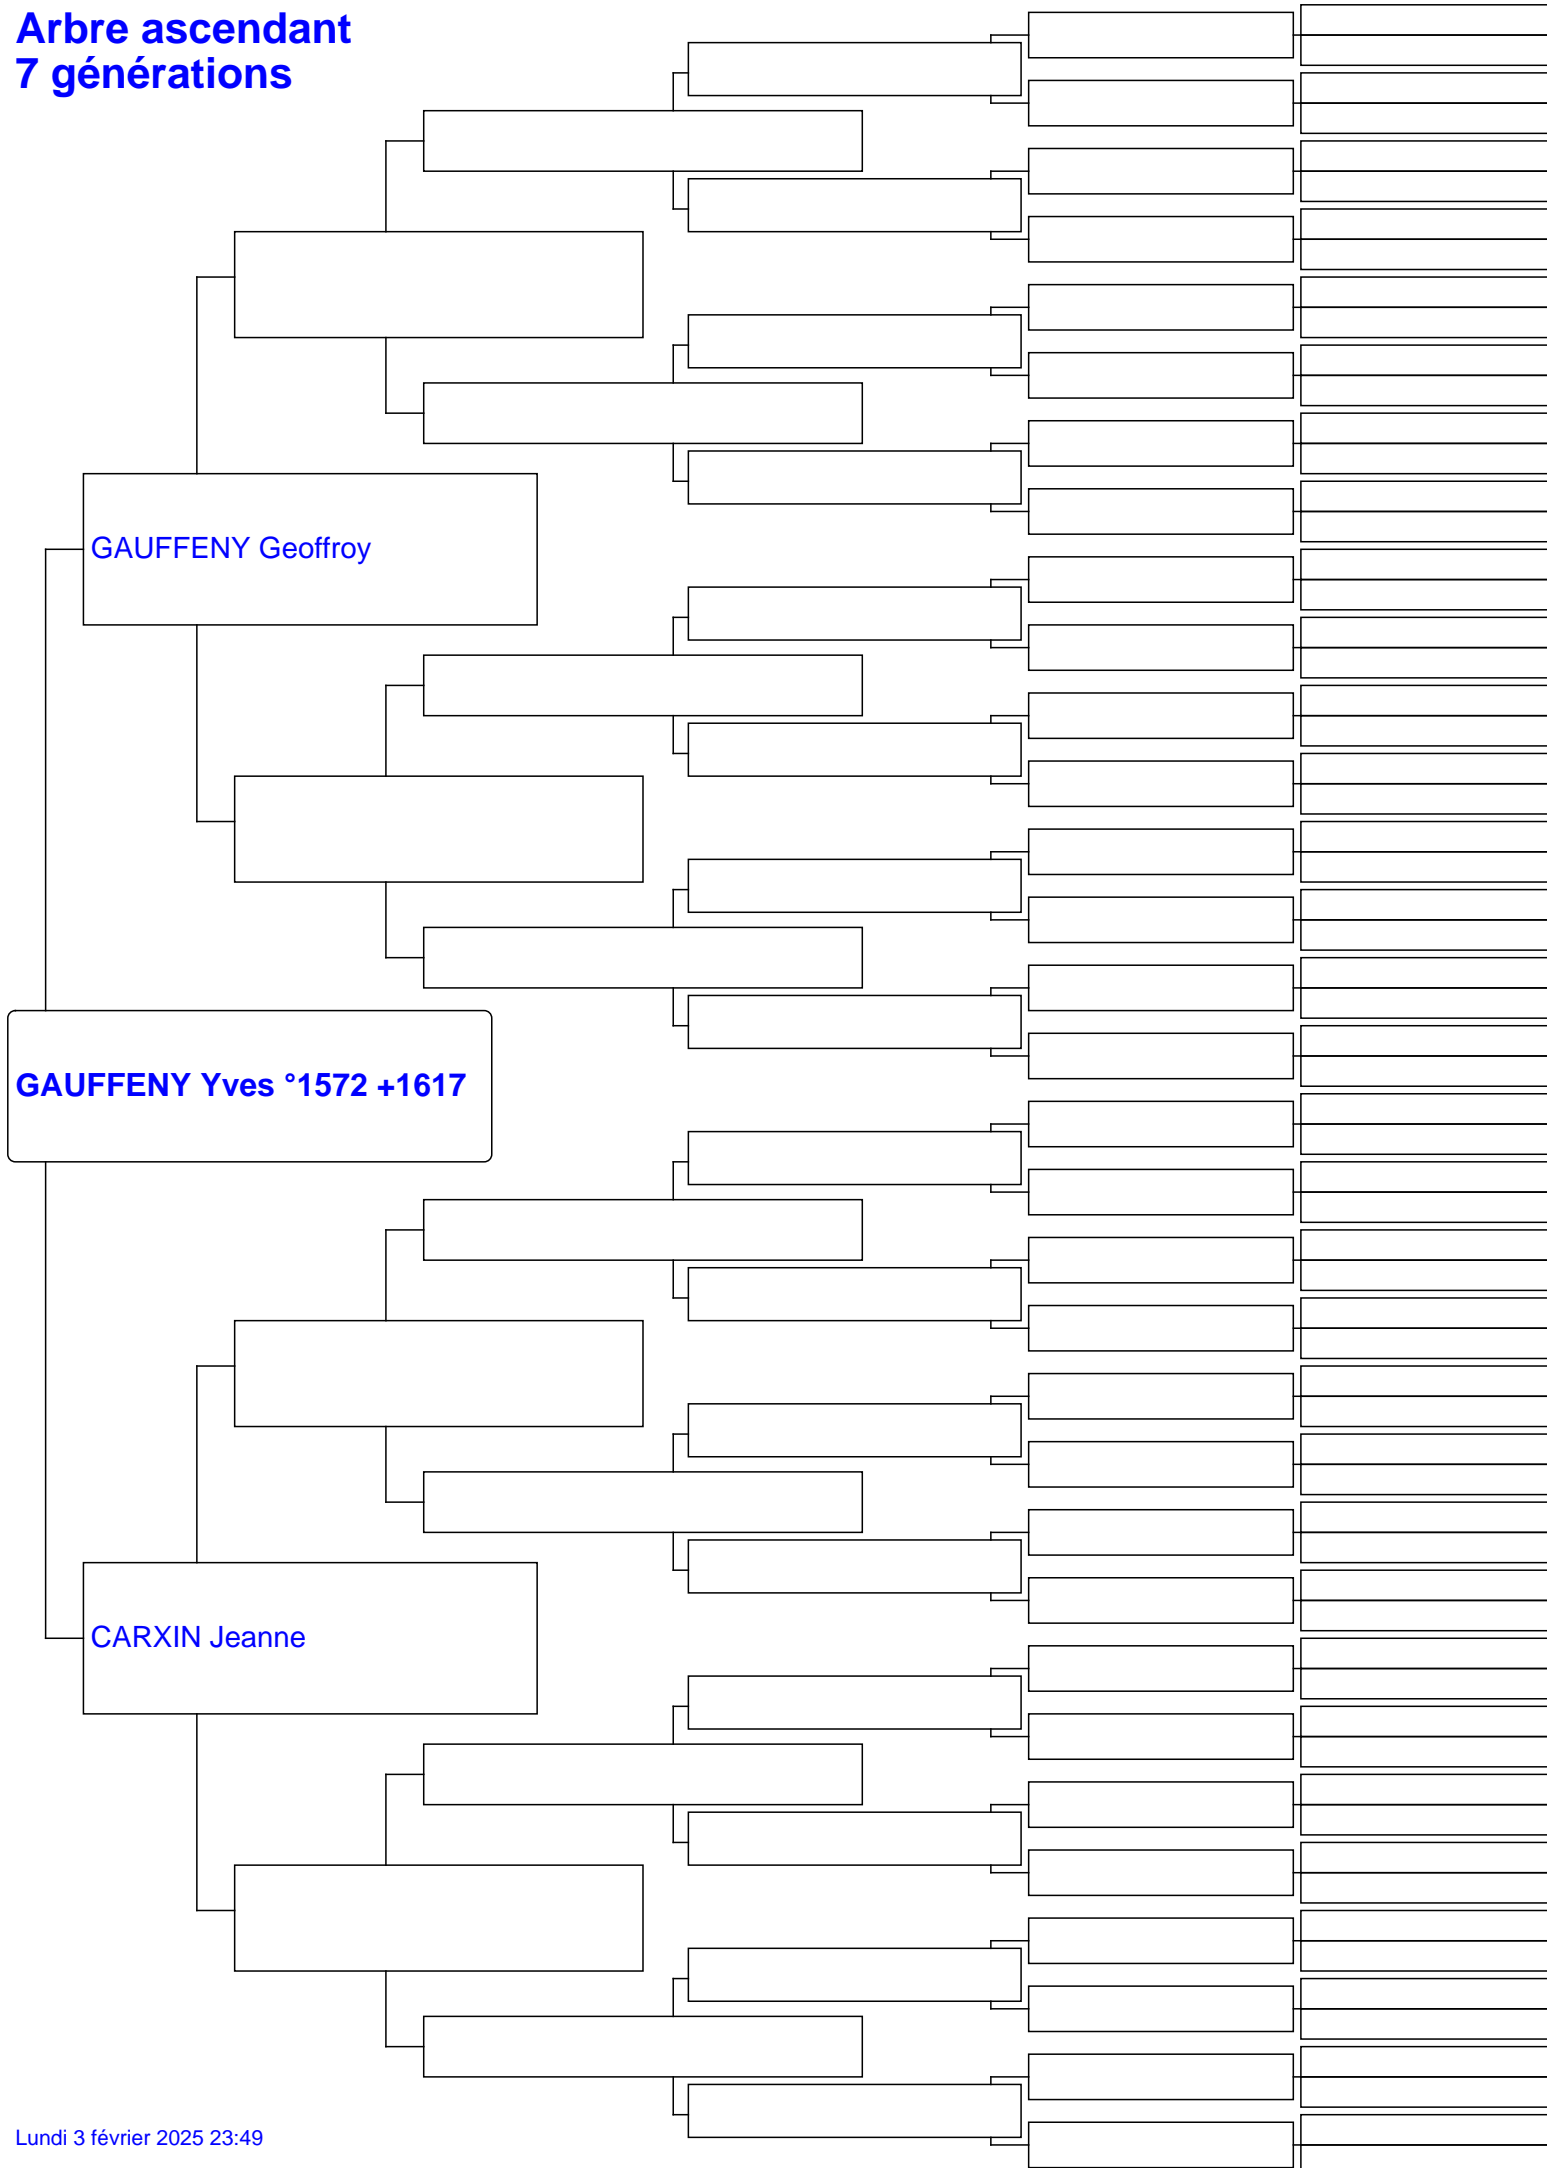 Arbre ascendant
7 générations
GAUFFENY Geoffroy
GAUFFENY Yves °1572 +1617
CARXIN Jeanne
Lundi 3 février 2025 23:49